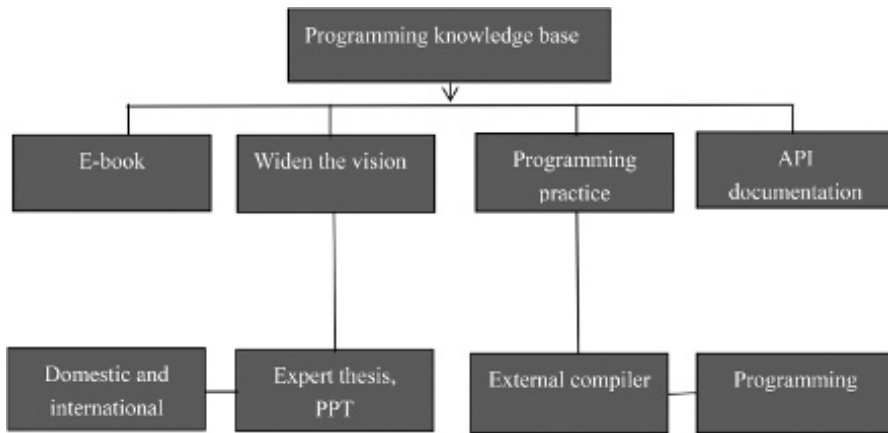 Programming knowledge base
E-book
Widen the vision
Programming
practice
API
documentation
Domestic and
international
Expert thesis,
PPT
External compiler
Programming